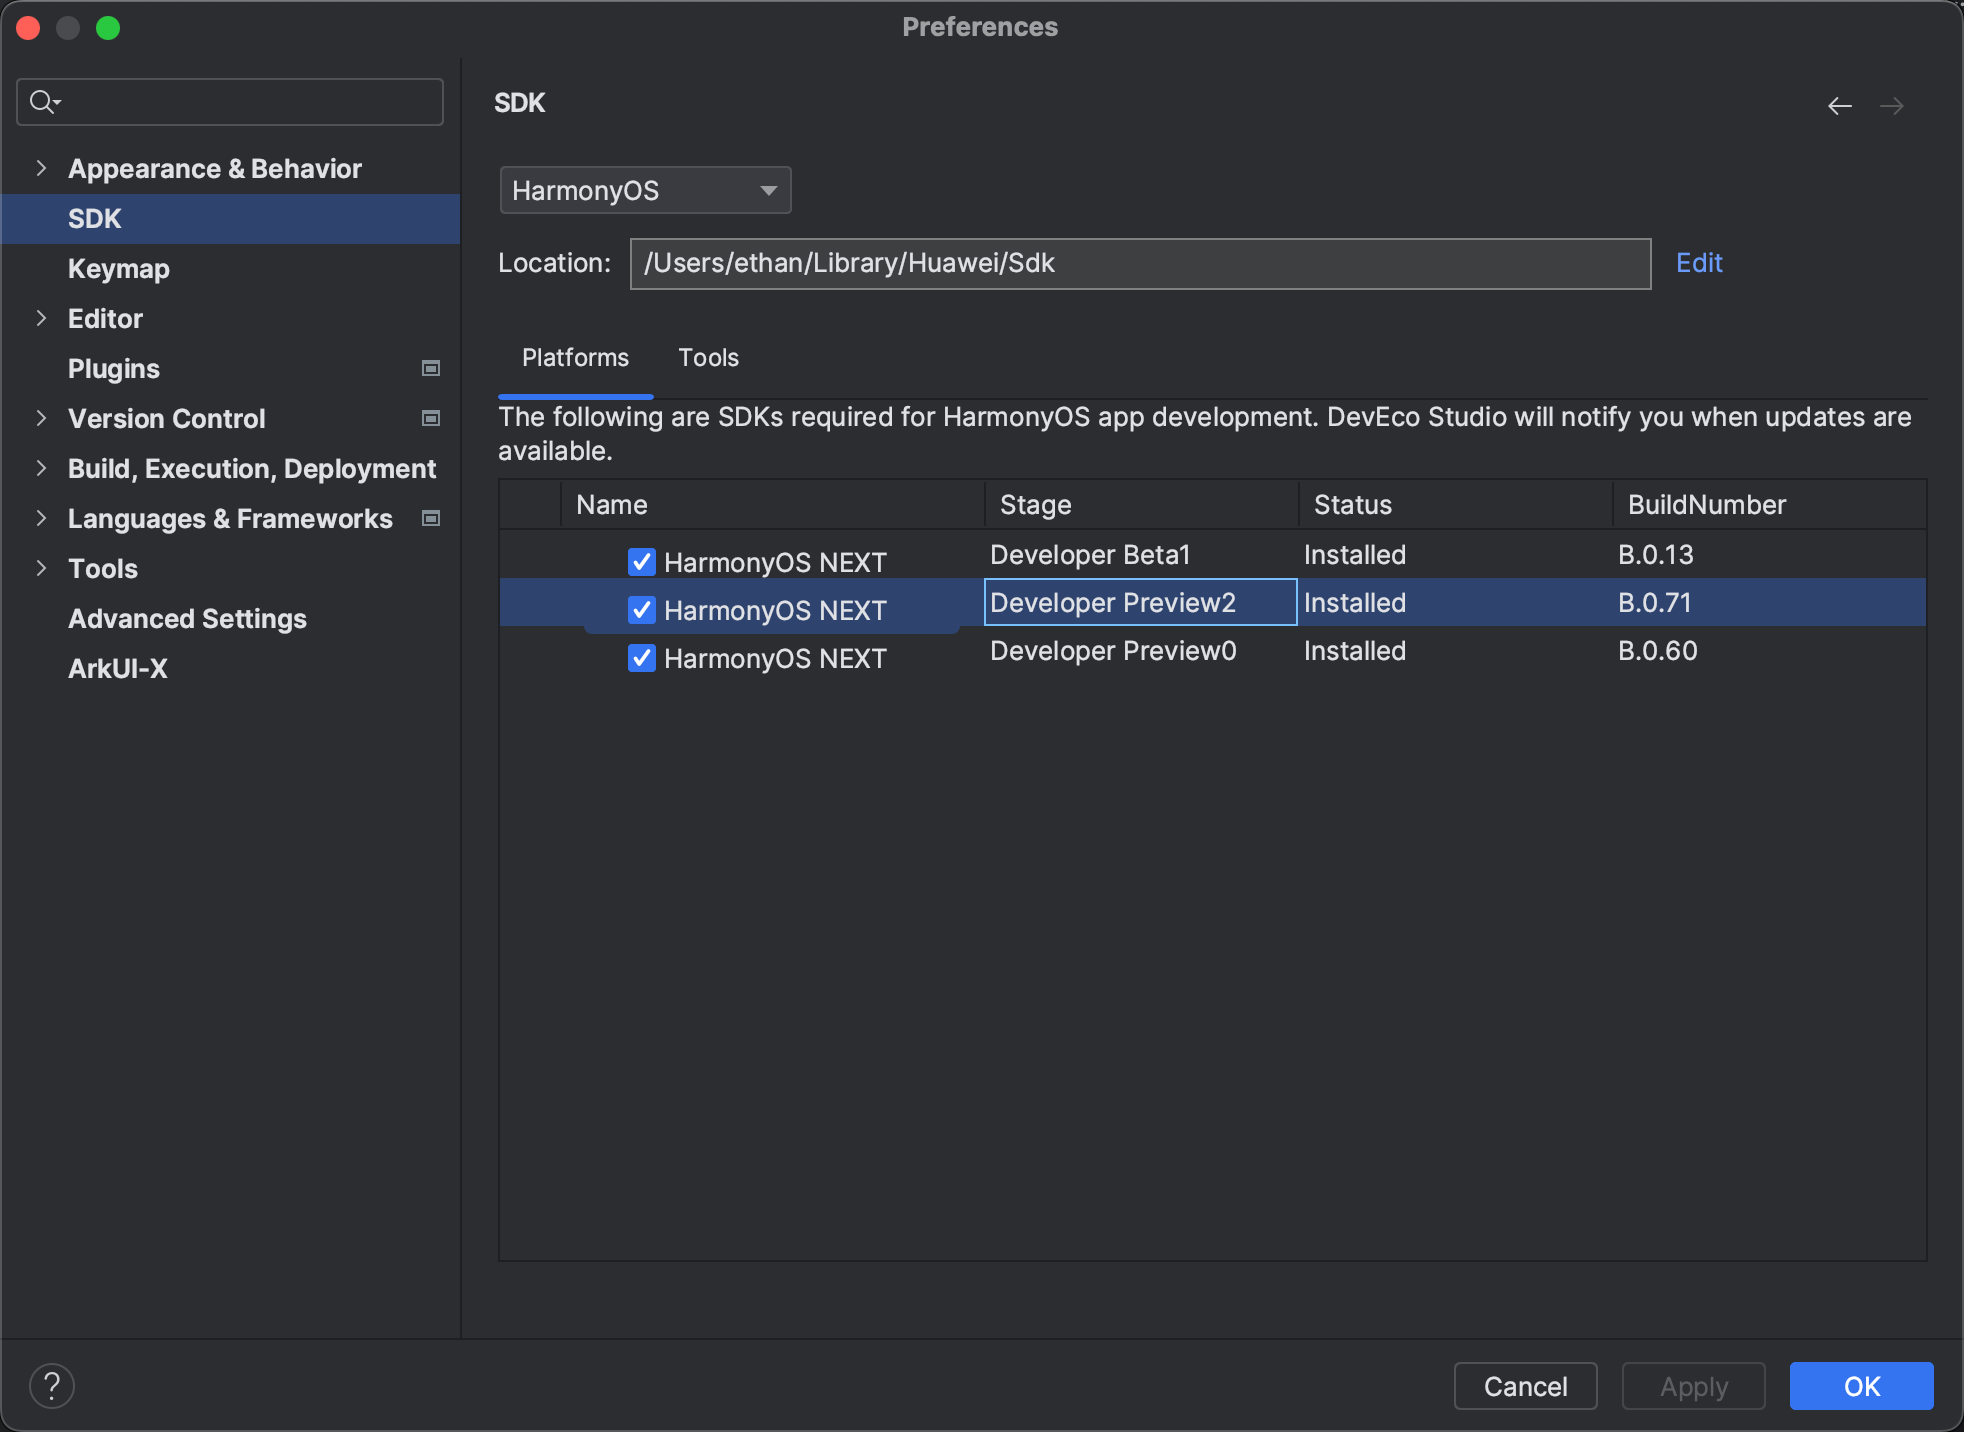 Preferences
Appearance & Behavior
SDK
Keymap
Editor
Plugins
Version Control
Build, Execution, Deployment
Languages & Frameworks
Tools
Advanced Settings
ArkUI-X
SDK
HarmonyOS
Location: /Users/ethan/Library/Huawei/Sdk Edit
Platforms Tools
The following are SDKs required for HarmonyOS app development. DevEco Studio will notify you when updates are
available.
Name Stage Status BuildNumber
HarmonyOS NEXT Developer Beta1 Installed B.0.13
HarmonyOS NEXT Developer Preview2 Installed B.0.71
HarmonyOS NEXT Developer Preview0 Installed B.0.60
? Cancel Apply OK